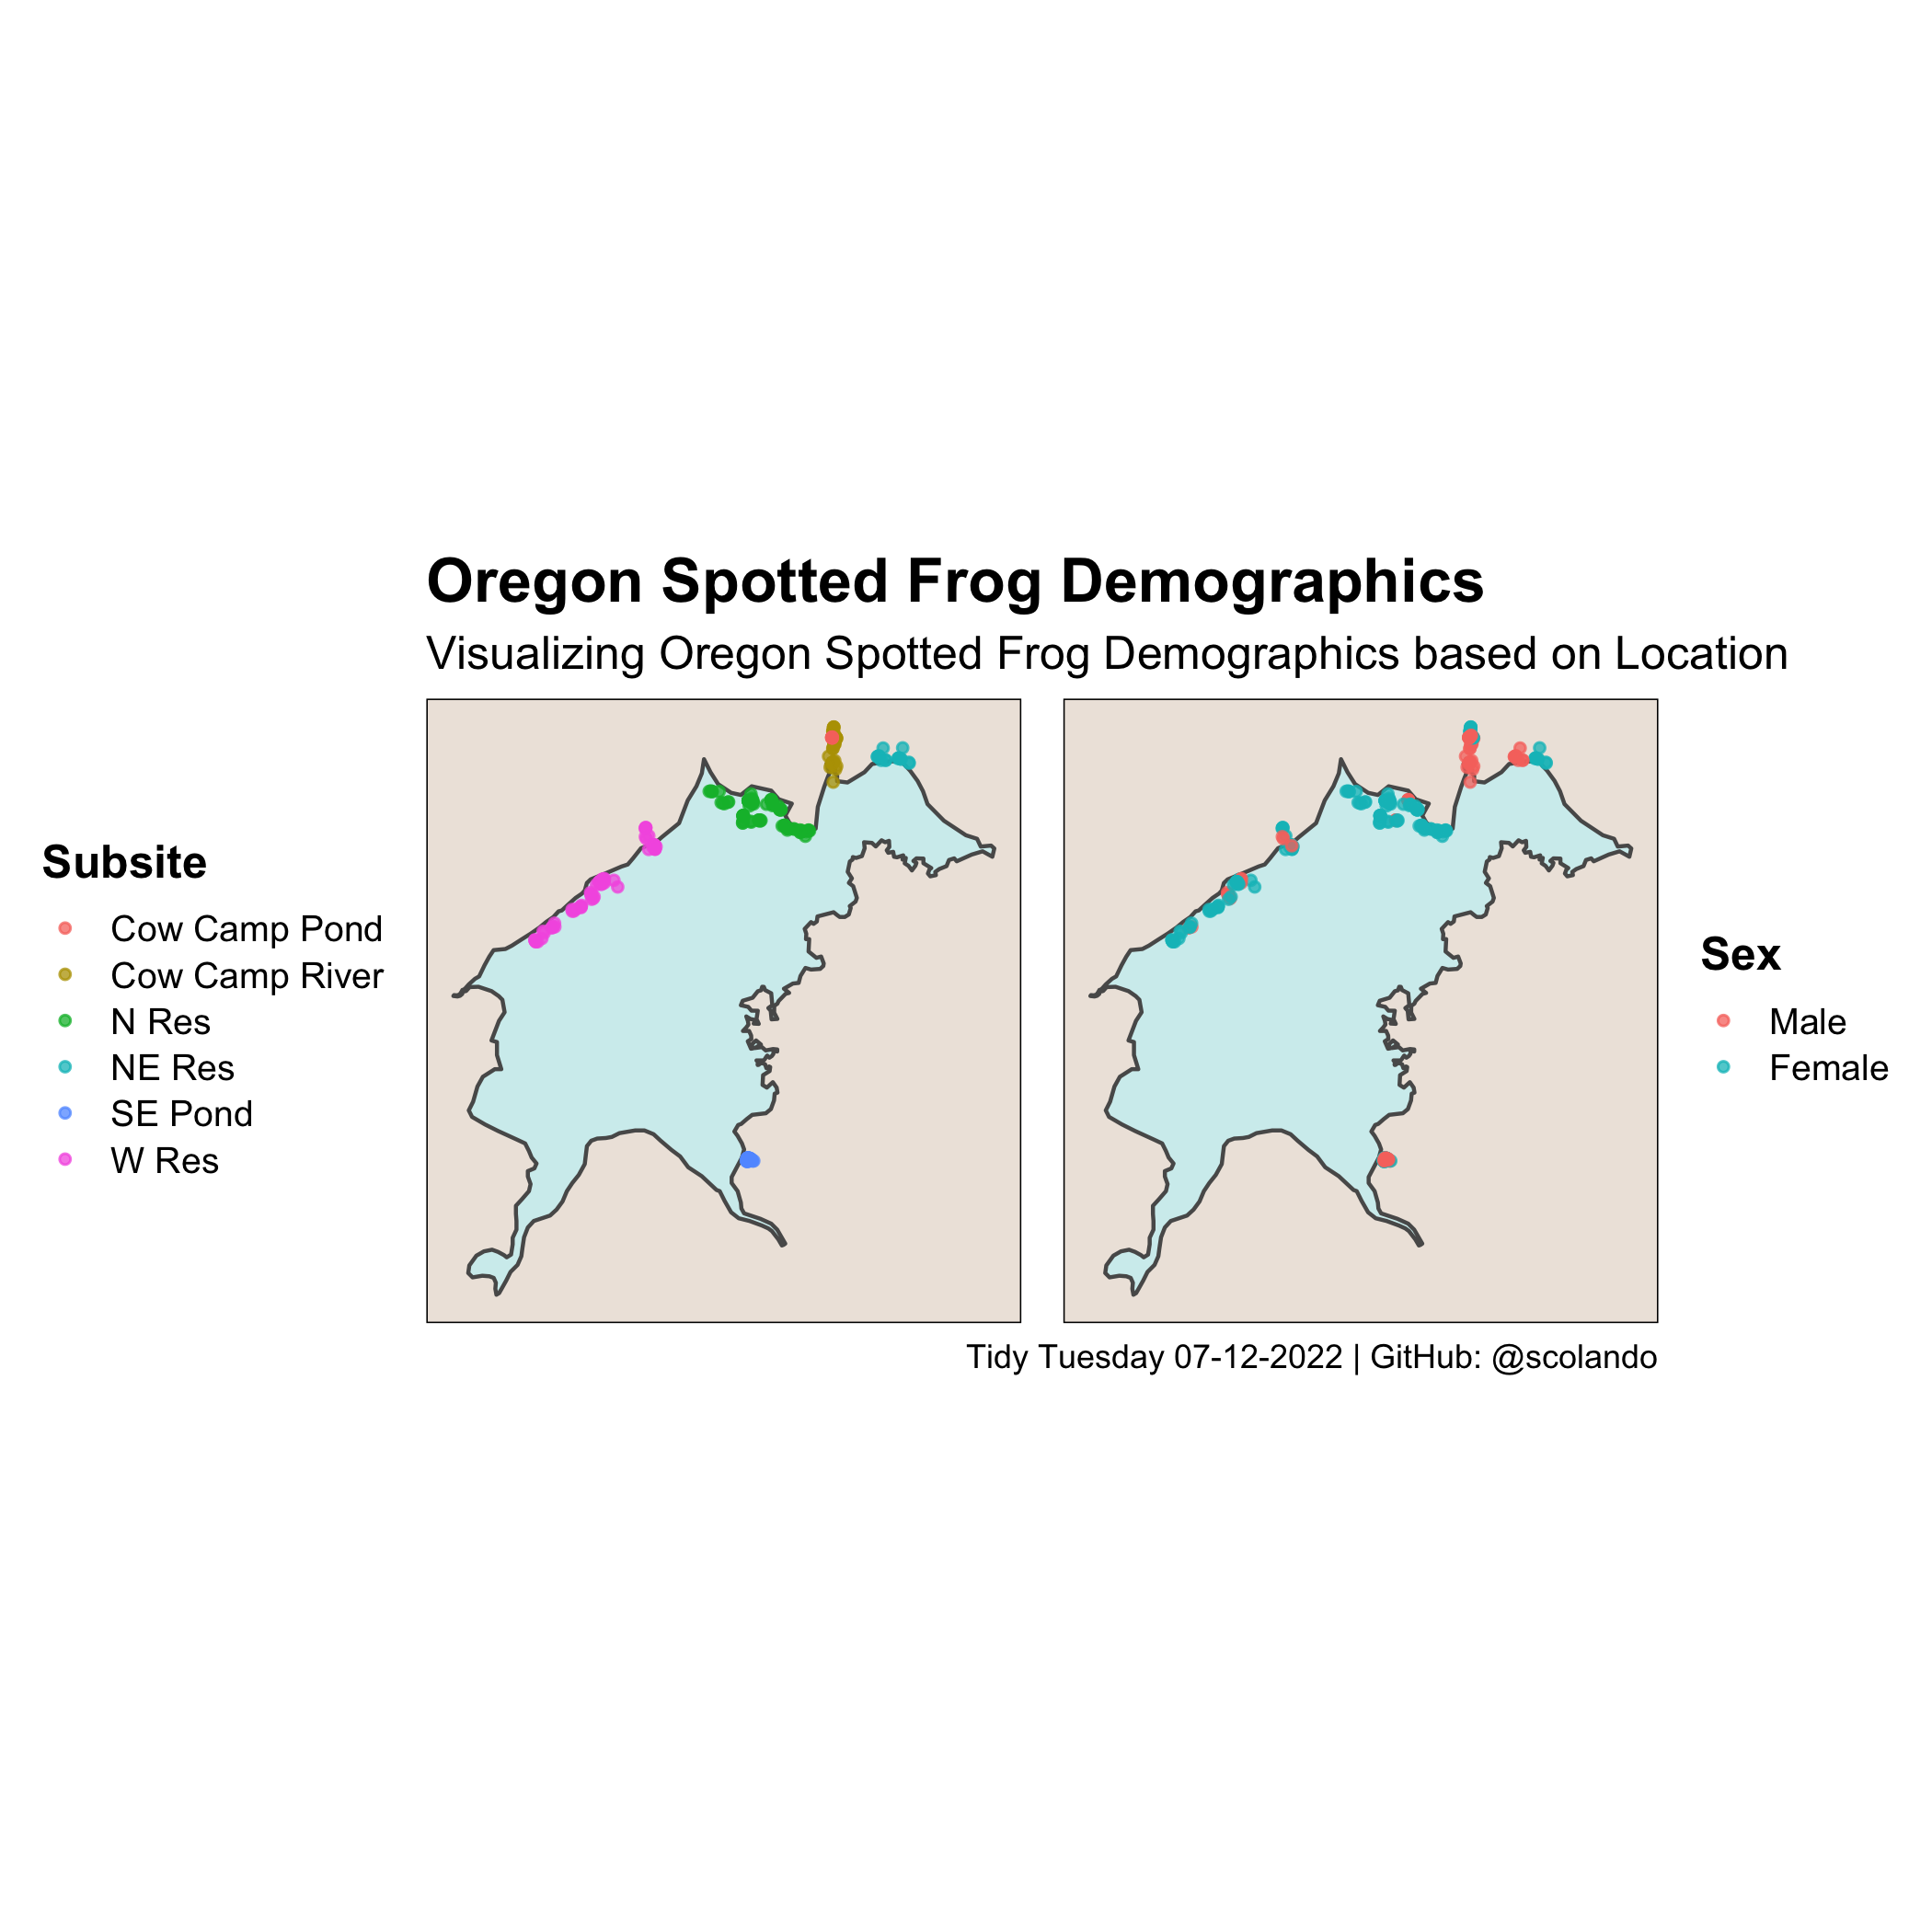 Oregon Spotted Frog Demographics
Visualizing Oregon Spotted Frog Demographics based on Location
Subsite
Cow Camp Pond
Cow Camp River
N Res
NE Res
SE Pond
W Res
Sex
Male
Female
Tidy Tuesday 07-12-2022 | GitHub: @scolando